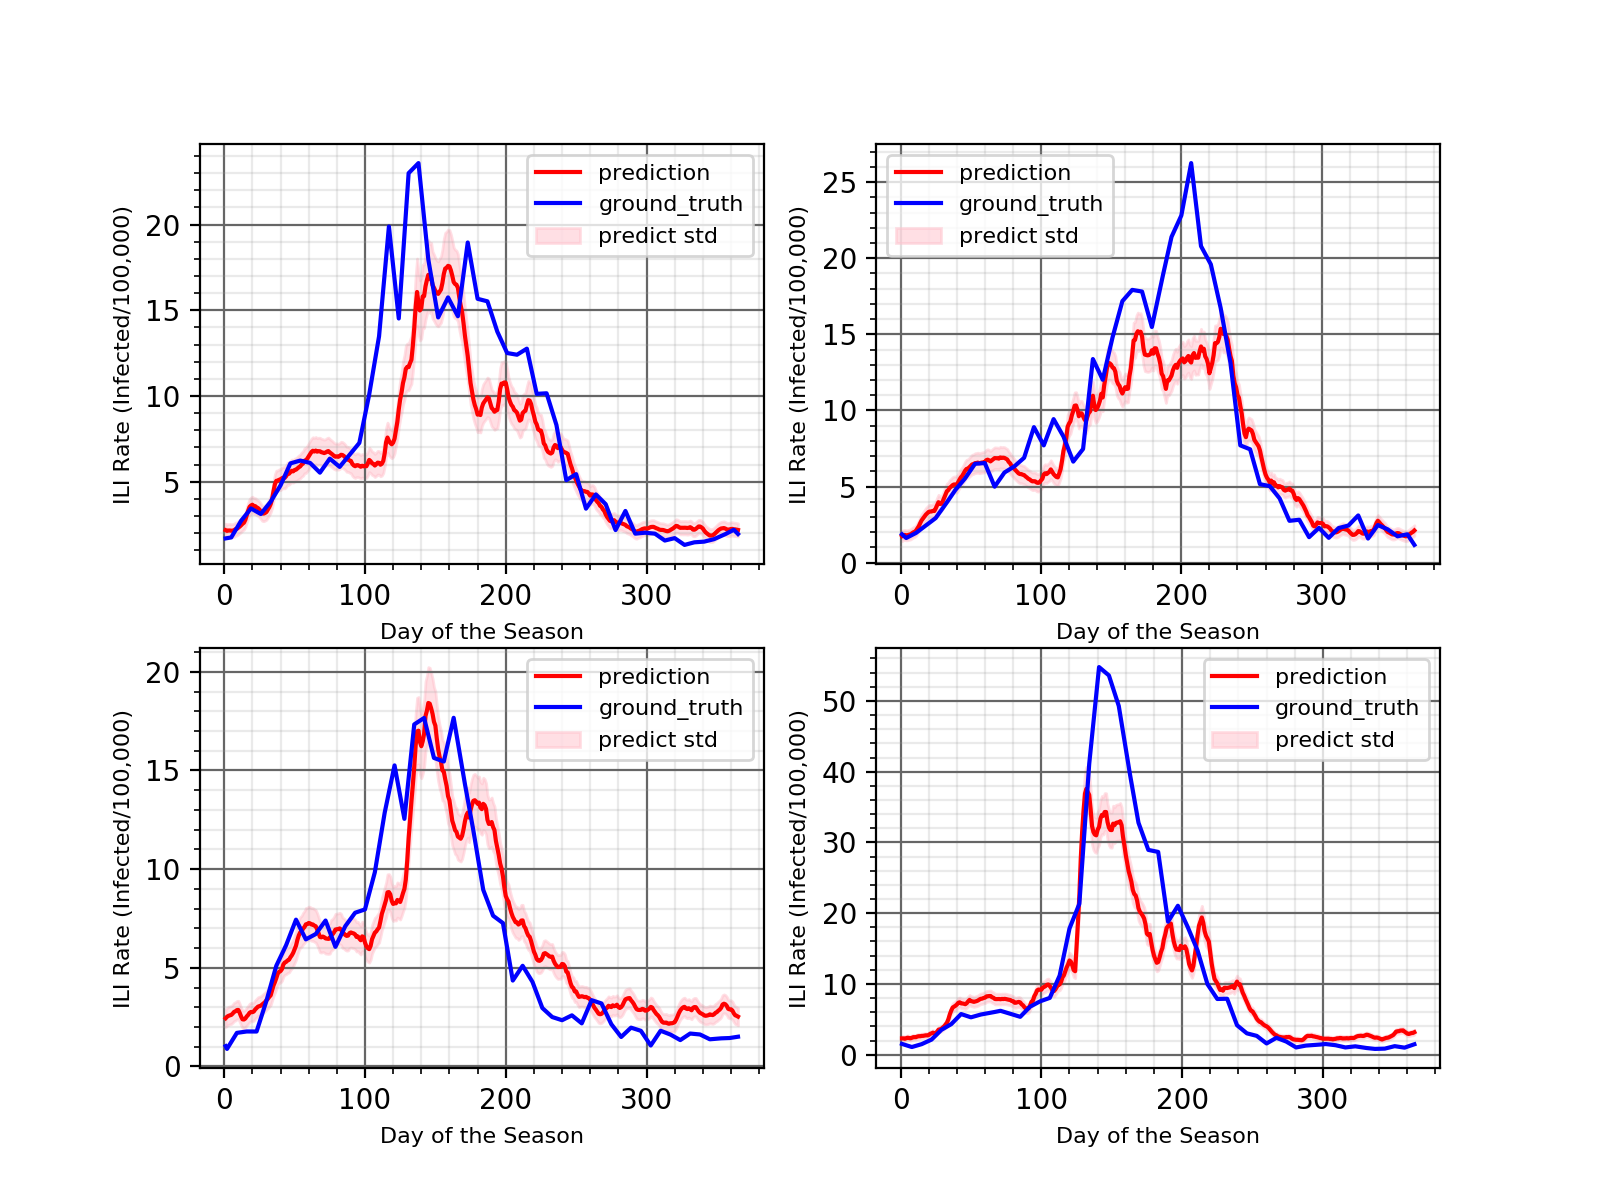 prediction
ground_truth
predict std
ILI Rate (Infected/100,000)
20
15
10
5
0 100 200 300
Day of the Season
prediction
ground_truth
predict std
ILI Rate (Infected/100,000)
25
20
15
10
5
0
0 100 200 300
Day of the Season
prediction
ground_truth
predict std
ILI Rate (Infected/100,000)
20
15
10
5
0
0 100 200 300
Day of the Season
prediction
ground_truth
predict std
ILI Rate (Infected/100,000)
50
40
30
20
10
0
0 100 200 300
Day of the Season